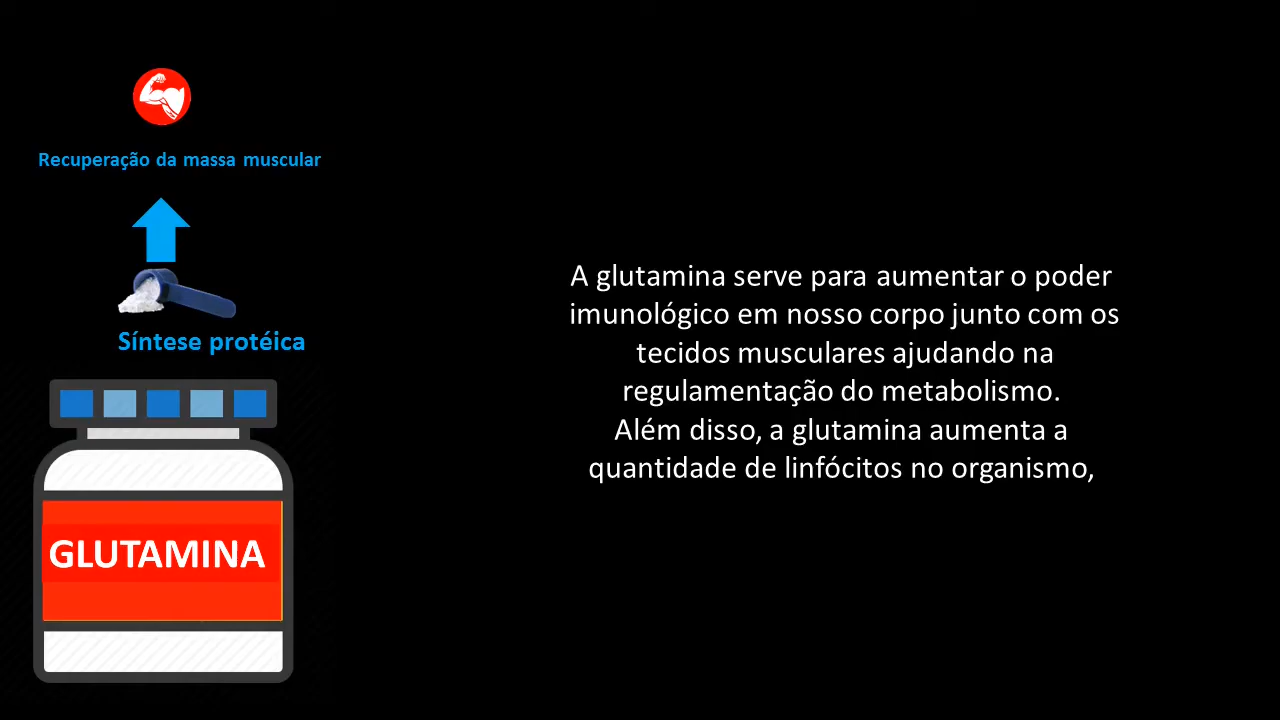 Recuperação da massa muscular
Síntese protéica
GLUTAMINA
A glutamina serve para aumentar o poder
imunológico em nosso corpo junto com os
tecidos musculares ajudando na
regulamentação do metabolismo.
Além disso, a glutamina aumenta a
quantidade de linfócitos no organismo,